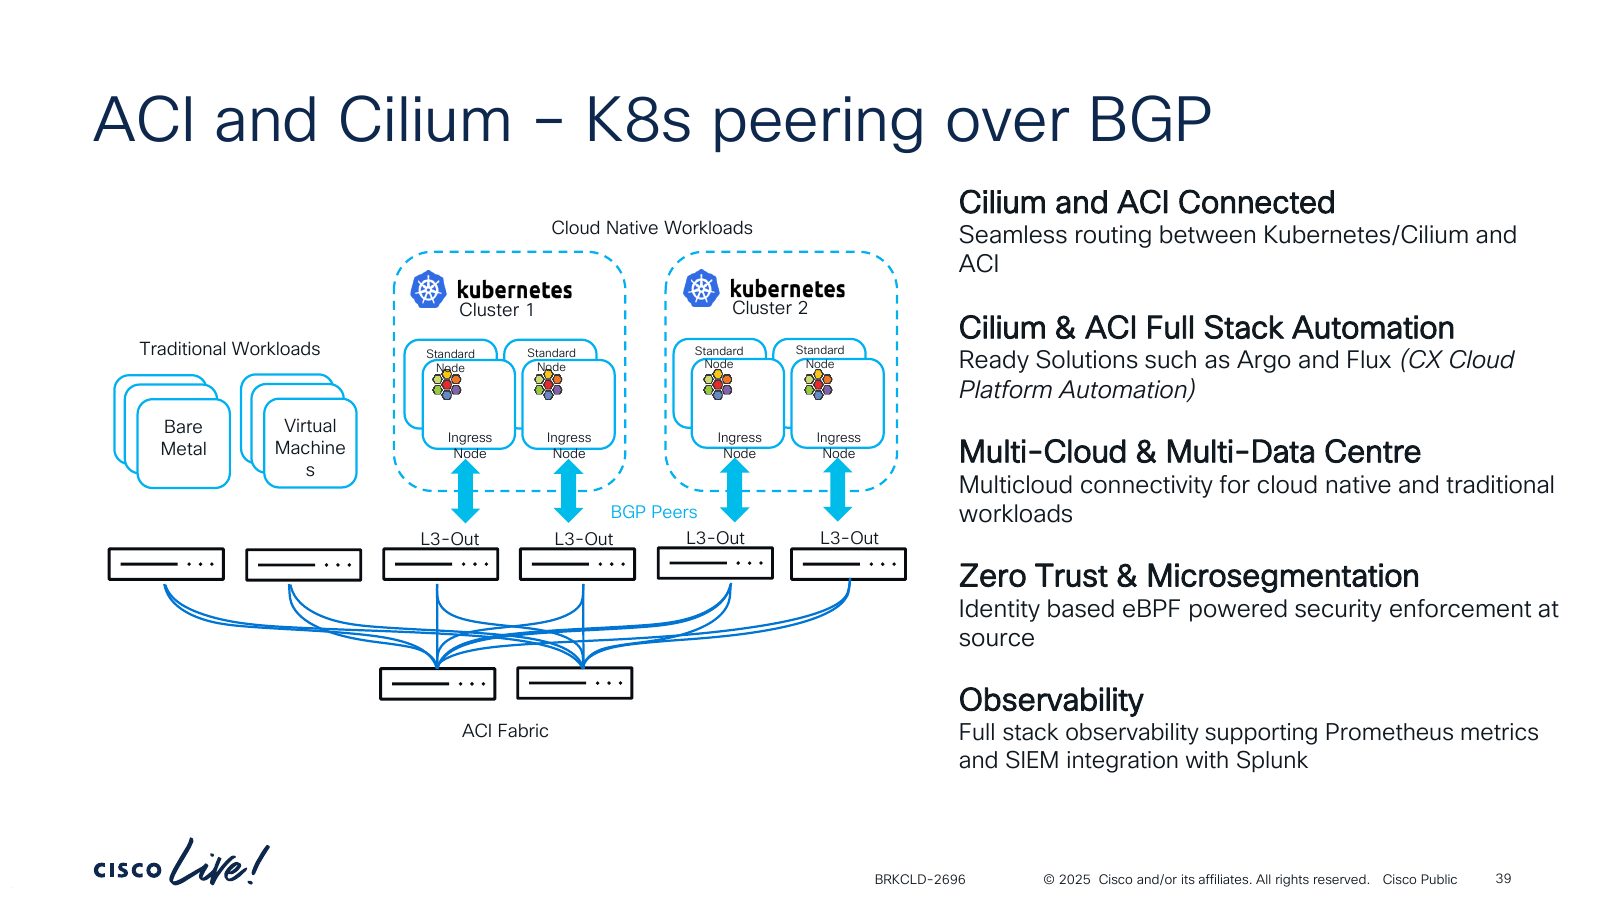 ACI and Cilium – K8s peering over BGP
Cloud Native Workloads
kubernetes
Cluster 1
kubernetes
Cluster 2
Traditional Workloads
Bare
Metal
Virtual
Machine
s
Standard
Node
Ingress
Node
Standard
Node
Ingress
Node
Standard
Node
Ingress
Node
Standard
Node
Ingress
Node
BGP Peers
L3-Out
L3-Out
L3-Out
L3-Out
ACI Fabric
Cilium and ACI Connected
Seamless routing between Kubernetes/Cilium and
ACI
Cilium & ACI Full Stack Automation
Ready Solutions such as Argo and Flux (CX Cloud
Platform Automation)
Multi-Cloud & Multi-Data Centre
Multicloud connectivity for cloud native and traditional
workloads
Zero Trust & Microsegmentation
Identity based eBPF powered security enforcement at
source
Observability
Full stack observability supporting Prometheus metrics
and SIEM integration with Splunk
CISCO Live!
BRKCLD-2696
© 2025 Cisco and/or its affiliates. All rights reserved. Cisco Public
39